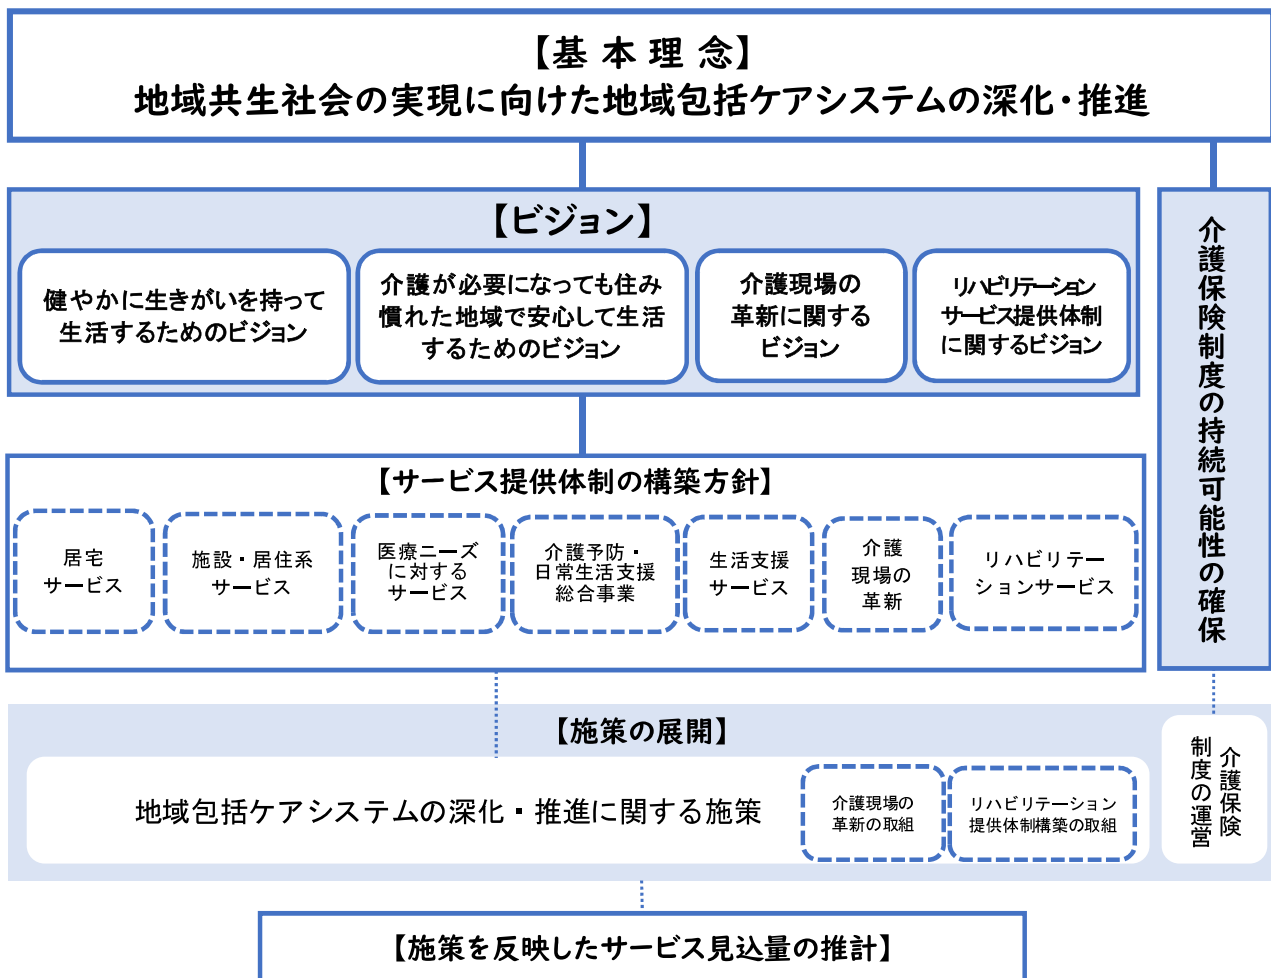 【基 本 理 念】
地域共生社会の実現に向けた地域包括ケアシステムの深化・推進
【ビジョン】
健やかに生きがいを持って
生活するためのビジョン
介護が必要になっても住み
慣れた地域で安心して生活
するためのビジョン
介護現場の
革新に関する
ビジョン
リハビリテーション
サービス提供体制
に関するビジョン
介護保険制度の持続可能性の確保
【サービス提供体制の構築方針】
居宅
サービス
施設・居住系
サービス
医療ニーズ
に対する
サービス
介護予防・
日常生活支援
総合事業
生活支援
サービス
介護
現場の
革新
リハビリテー
ションサービス
【施策の展開】
地域包括ケアシステムの深化・推進に関する施策
介護現場の
革新の取組
リハビリテーション
提供体制構築の取組
介護保険
制度の運営
【施策を反映したサービス見込量の推計】